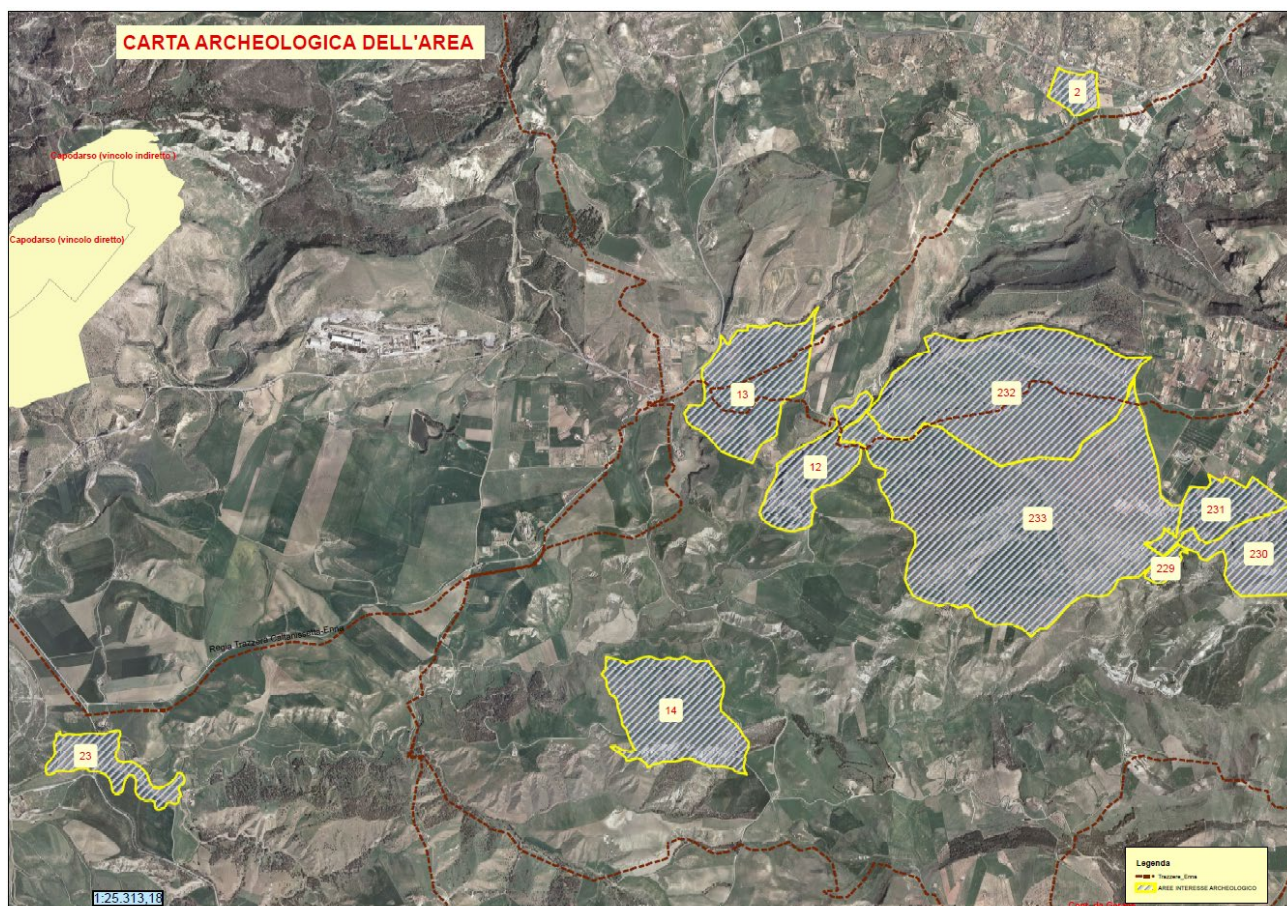 CARTA ARCHEOLOGICA DELL'AREA
2
Capodarso (vincolo indiretto )
Capodarso (vincolo diretto)
13
232
12
231
233
230
229
Regia Trazzera Caltanissetta-Enna
14
23
Legenda
Trazzere_Enna
AREE INTERESSE ARCHEOLOGICO
1:25.313,18